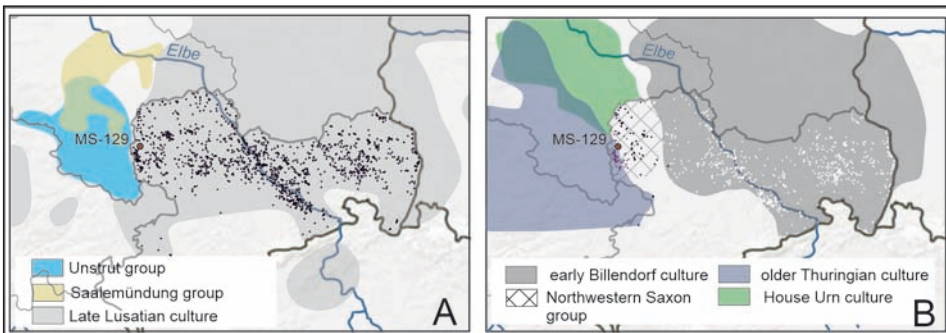 Elbe
MS-129
Unstrut group
Saalemündung group
Late Lusatian culture
A
Elbe
MS-129
early Billendorf culture
older Thuringian culture
Northwestern Saxon
group
House Urn culture
B